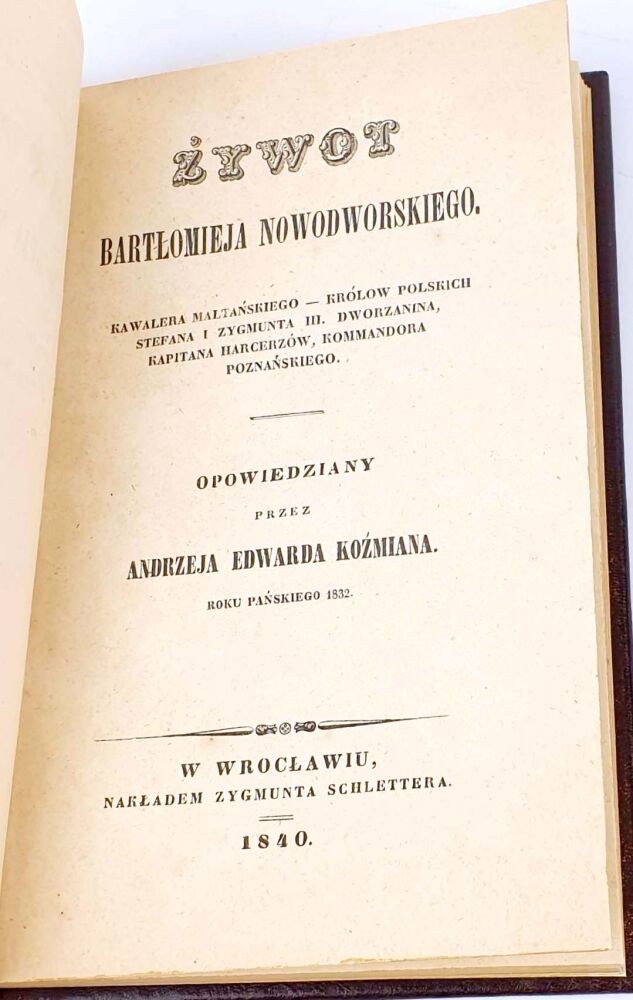 ŻYWOT
BARTŁOMIEJA NOWODWORSKIEGO.
KAWALERA MALTAŃSKIEGO — KRÓLOW POLSKICH
STEFANA I ZYGMUNTA III. DWORZANINA,
KAPITANA HARCERZÓW, KOMMANDORA
POZNAŃSKIEGO.
OPOWIEDZIANY
PRZEZ
ANDRZEJA EDWARDA KOŹMIANA.
ROKU PAŃSKIEGO 1832.
W WROCŁAWIU,
NAKŁADEM ZYGMUNTA SCHLETTERA.
1840.